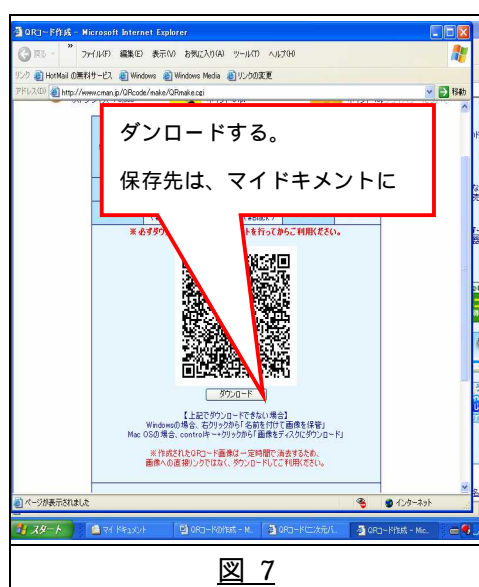 QRコード作成 - Microsoft Internet Explorer
戻る
ファイル(F) 編集(E) 表示(V) お気に入り(A) ツール(T) ヘルプ(H)
リンク HotMail の無料サービス Windows Windows Media リンクの変更
アドレス(D) http://www.cman.jp/QRcode/make/QRmake.cgi 移動
ダンロードする。
保存先は、マイドキメントに
※ 必ずダウ
トを行ってからご利用ください。
ダウンロード
【上記でダウンロードできない場合】
Windowsの場合、右クリックから「名前を付けて画像を保管」
Mac OSの場合、controlキー+クリックから「画像をディスクにダウンロード」
※ 作成されたQRコード画像は一定時間で消去するため、
画像への直接リンクではなく、ダウンロードしてご利用ください。
ページが表示されました
インターネット
スタート マイ ドキュメント QRコードの作成 - M... QRコード(二次元バ... QRコード作成 - Mic...
図 7